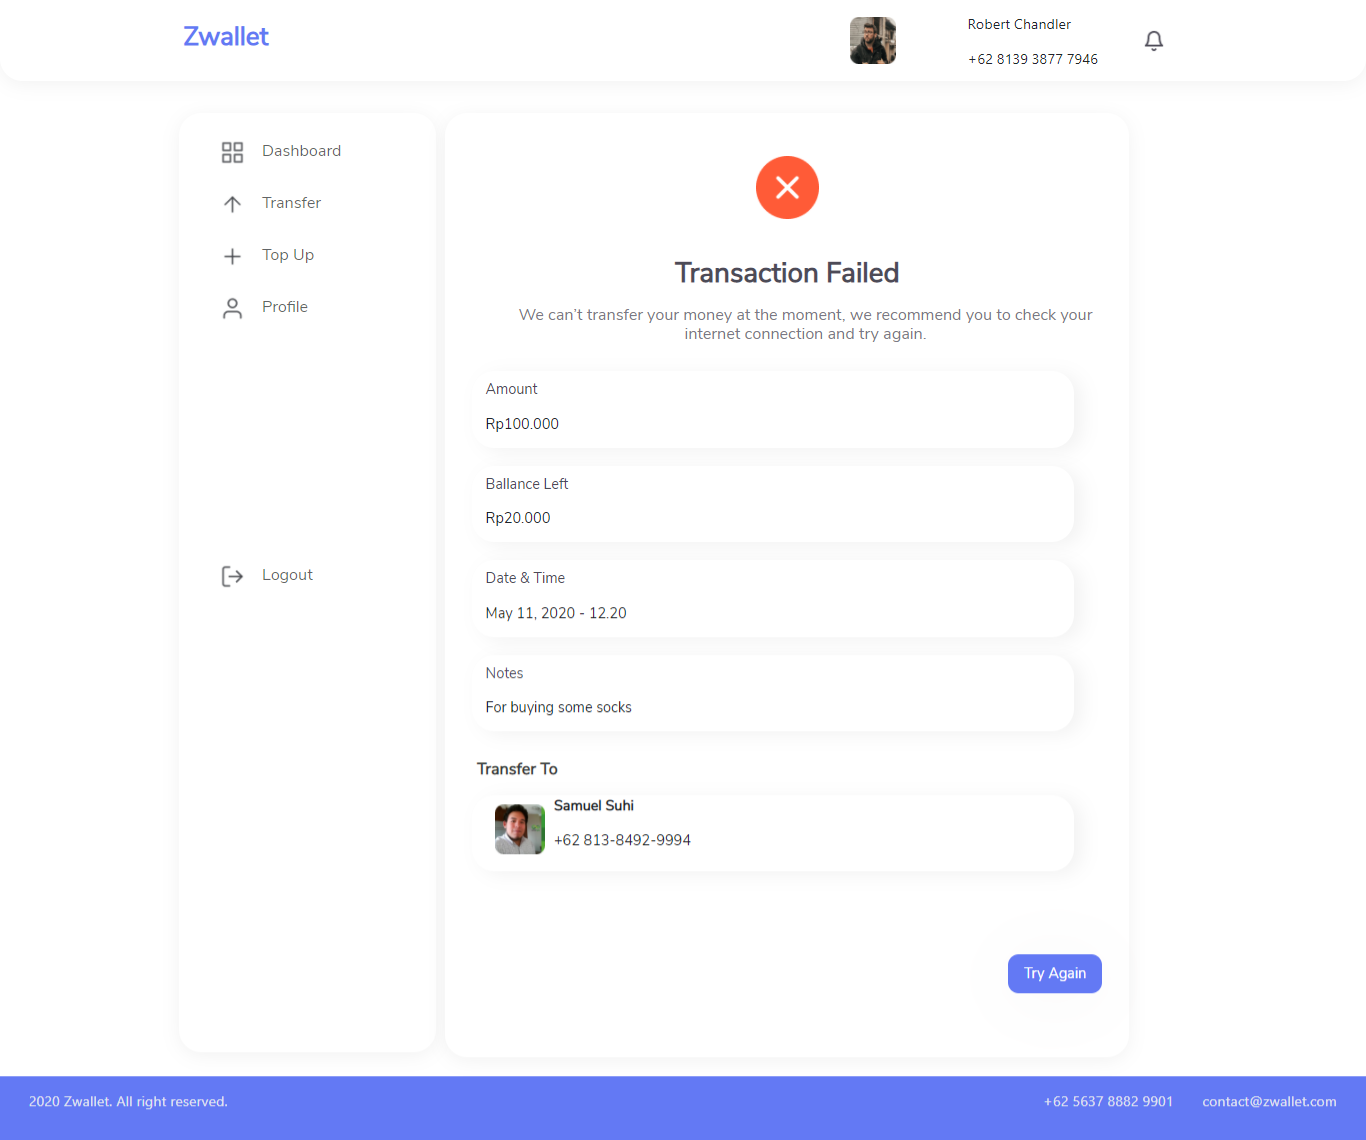 Zwallet
Robert Chandler
+62 8139 3877 7946
Dashboard
Transfer
Top Up
Profile
Logout
Transaction Failed
We can't transfer your money at the moment, we recommend you to check your
internet connection and try again.
Amount
Rp100.000
Ballance Left
Rp20.000
Date & Time
May 11, 2020 - 12.20
Notes
For buying some socks
Transfer To
Samuel Suhi
+62 813-8492-9994
Try Again
2020 Zwallet. All right reserved.
+62 5637 8882 9901
contact@zwallet.com